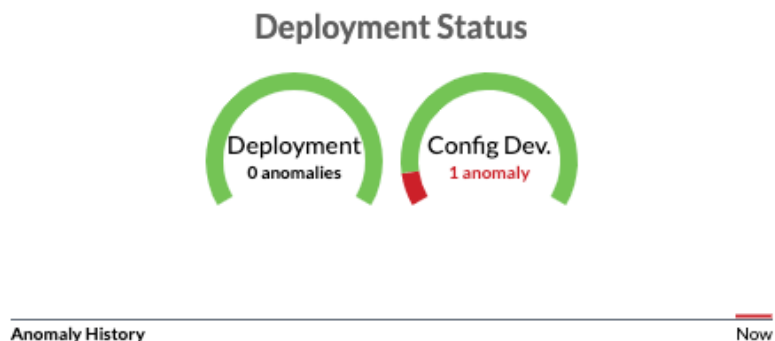 Deployment Status
Deployment
0 anomalies
Config Dev.
1 anomaly
Anomaly History
Now